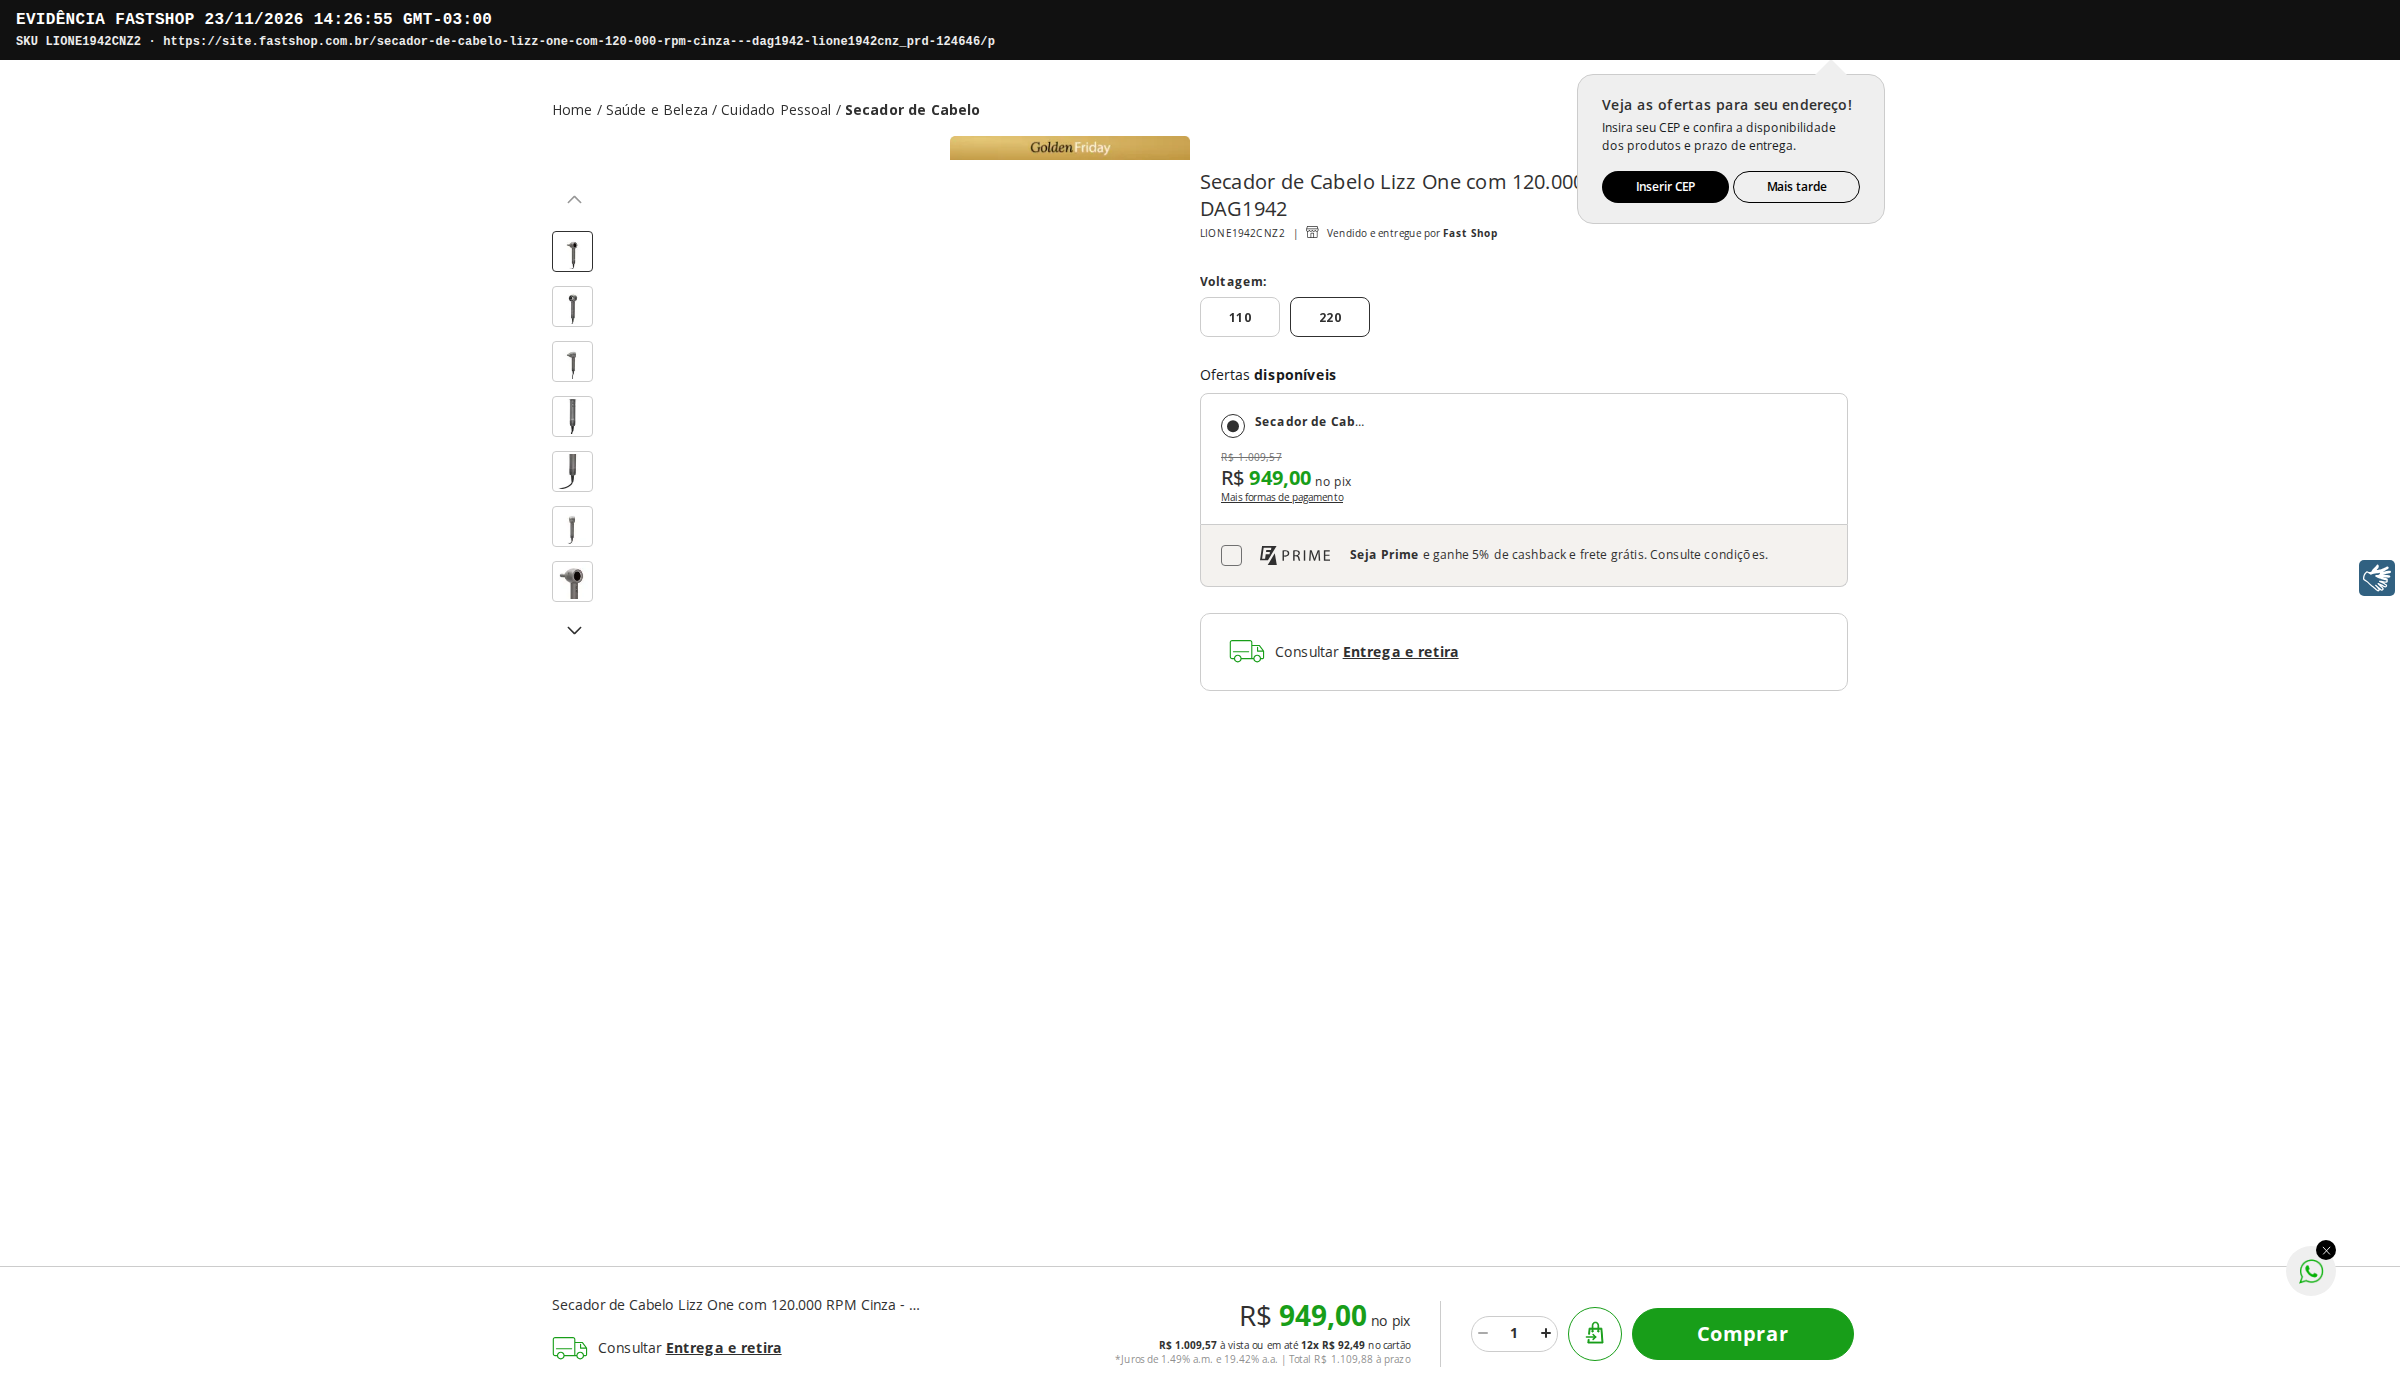 EVIDÊNCIA FASTSHOP 23/11/2026 14:26:55 GMT-03:00
SKU LIONE1942CNZ2 · https://site.fastshop.com.br/secador-de-cabelo-lizz-one-com-120-000-rpm-cinza---dag1942-lione1942cnz_prd-124646/p
Home / Saúde e Beleza / Cuidado Pessoal / Secador de Cabelo
Veja as ofertas para seu endereço!
Insira seu CEP e confira a disponibilidade
dos produtos e prazo de entrega.
Inserir CEP
Mais tarde
Golden Friday
Secador de Cabelo Lizz One com 120.000
DAG1942
LIONE1942CNZ2 | Vendido e entregue por Fast Shop
Voltagem:
110
220
Ofertas disponíveis
Secador de Cab...
R$ 1.009,57
R$ 949,00 no pix
Mais formas de pagamento
PRIME Seja Prime e ganhe 5% de cashback e frete grátis. Consulte condições.
Consultar Entrega e retira
Secador de Cabelo Lizz One com 120.000 RPM Cinza - ...
Consultar Entrega e retira
R$ 949,00 no pix
R$ 1.009,57 à vista ou em até 12x R$ 92,49 no cartão
*Juros de 1.49% a.m. e 19.42% a.a. | Total R$ 1.109,88 à prazo
1
Comprar